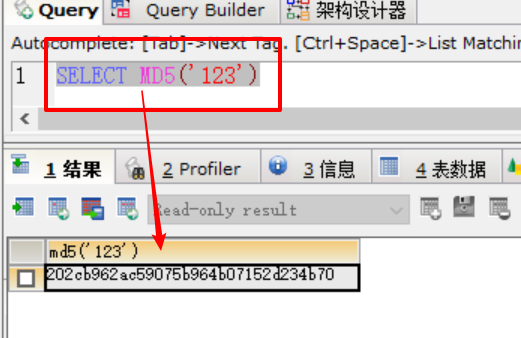 Query Query Builder 架构设计器
Autocomplete: [Tab]->Next Tag. [Ctrl+Space]->List Matchin
1 SELECT MD5('123')
1 结果 2 Profiler 3 信息 4 表数据
Read-only result
md5('123')
202cb962ac59075b964b07152d234b70